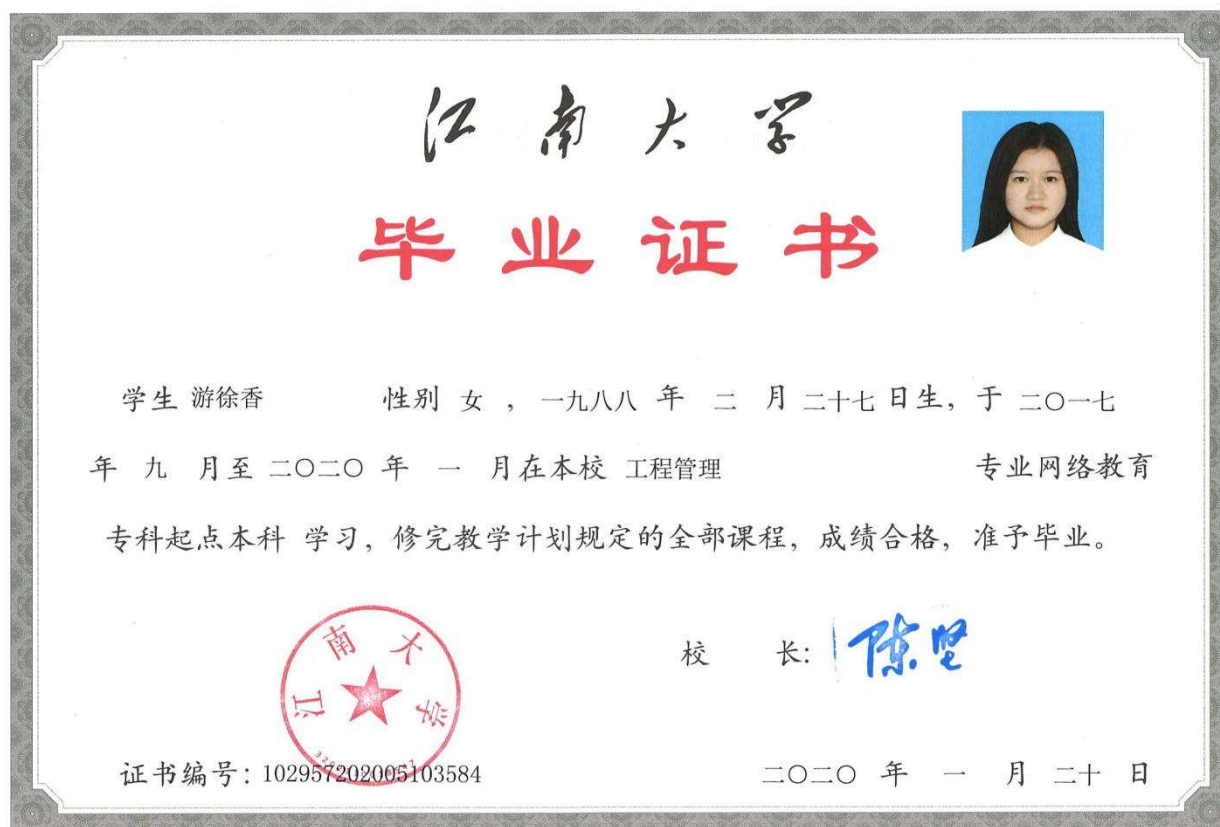 江南大学
毕业证书
学生 游徐香 性别 女 ，一九八八 年 二 月 二十七 日生，于 二〇一七
年 九 月至 二〇二〇 年 一 月在本校 工程管理 专业网络教育
专科起点本科 学习，修完教学计划规定的全部课程，成绩合格，准予毕业。
江南大学
校 长: 陈坚
证书编号: 102957202005103584
二〇二〇 年 一 月 二十 日